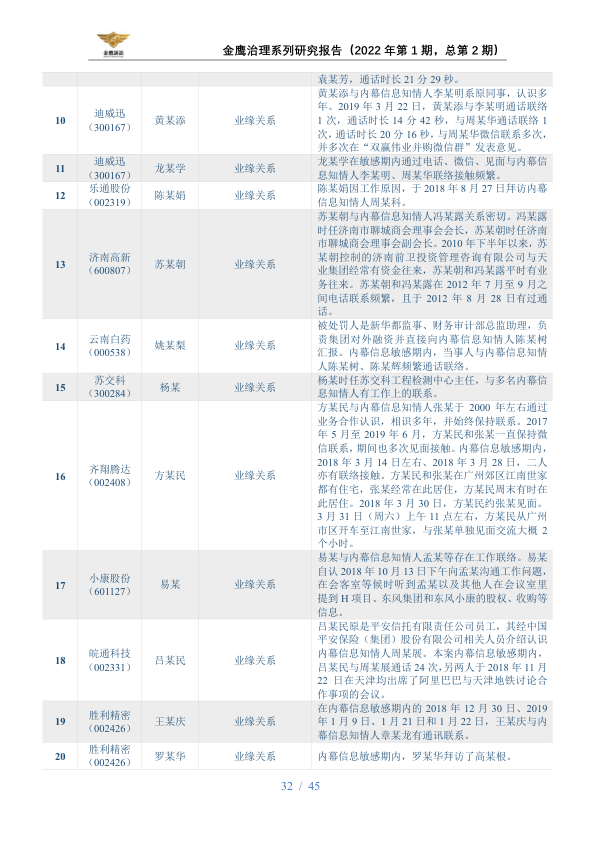 金鹰诉讼
金鹰治理系列研究报告（2022 年第 1 期，总第 2 期）
袁某芳，通话时长 21 分 29 秒。
10
迪威迅
（300167）
黄某添
业缘关系
黄某添与内幕信息知情人李某明系原同事，认识多
年。2019 年 3 月 22 日，黄某添与李某明通话联络
1 次，通话时长 14 分 42 秒，与周某华通话联络 1
次，通话时长 20 分 16 秒，与周某华微信联系多次，
并多次在“双赢伟业并购微信群”发表意见。
11
迪威迅
（300167）
龙某学
业缘关系
龙某学在敏感期内通过电话、微信、见面与内幕信
息知情人李某明、周某华联络接触频繁。
12
乐通股份
（002319）
陈某娟
业缘关系
陈某娟因工作原因，于 2018 年 8 月 27 日拜访内幕
信息知情人周某科。
13
济南高新
（600807）
苏某朝
业缘关系
苏某朝与内幕信息知情人冯某露关系密切。冯某露
时任济南市聊城商会理事会会长，苏某朝时任济南
市聊城商会理事会副会长。2010 年下半年以来，苏
某朝控制的济南前卫投资管理咨询有限公司与天
业集团经常有资金往来，苏某朝和冯某露平时有业
务往来。苏某朝和冯某露在 2012 年 7 月至 9 月之
间电话联系频繁，且于 2012 年 8 月 28 日有过通
话。
14
云南白药
（000538）
姚某梨
业缘关系
被处罚人是新华都监事、财务审计部总监助理，负
责集团对外融资并直接向内幕信息知情人陈某树
汇报。内幕信息敏感期内，当事人与内幕信息知情
人陈某树、陈某辉频繁通话联络。
15
苏交科
（300284）
杨某
业缘关系
杨某时任苏交科工程检测中心主任，与多名内幕信
息知情人有工作上的联系。
16
齐翔腾达
（002408）
方某民
业缘关系
方某民与内幕信息知情人张某于 2000 年左右通过
业务合作认识，相识多年，并始终保持联系。2017
年 5 月至 2019 年 6 月，方某民和张某一直保持微
信联系，期间也多次见面接触。内幕信息敏感期内，
2018 年 3 月 14 日左右、2018 年 3 月 28 日，二人
亦有联络接触。方某民和张某在广州郊区江南世家
都有住宅，张某经常在此居住，方某民周末有时在
此居住。2018 年 3 月 30 日，方某民约张某见面。
3 月 31 日（周六）上午 11 点左右，方某民从广州
市区开车至江南世家，与张某单独见面交流大概 2
个小时。
17
小康股份
（601127）
易某
业缘关系
易某与内幕信息知情人孟某等存在工作联络。易某
自认 2018 年 10 月 13 日下午向孟某沟通工作问题，
在会客室等候时听到孟某以及其他人在会议室里
提到 H 项目、东风集团和东风小康的股权、收购等
信息。
18
皖通科技
（002331）
吕某民
业缘关系
吕某民原是平安信托有限责任公司员工，其经中国
平安保险（集团）股份有限公司相关人员介绍认识
内幕信息知情人周某展。本案内幕信息敏感期内，
吕某民与周某展通话 24 次，另两人于 2018 年 11 月
22 日在天津均出席了阿里巴巴与天津地铁讨论合
作事项的会议。
19
胜利精密
（002426）
王某庆
业缘关系
在内幕信息敏感期内的 2018 年 12 月 30 日、2019
年 1 月 9 日、1 月 21 日和 1 月 22 日，王某庆与内
幕信息知情人章某龙有通讯联系。
20
胜利精密
（002426）
罗某华
业缘关系
内幕信息敏感期内，罗某华拜访了高某根。
32 / 45